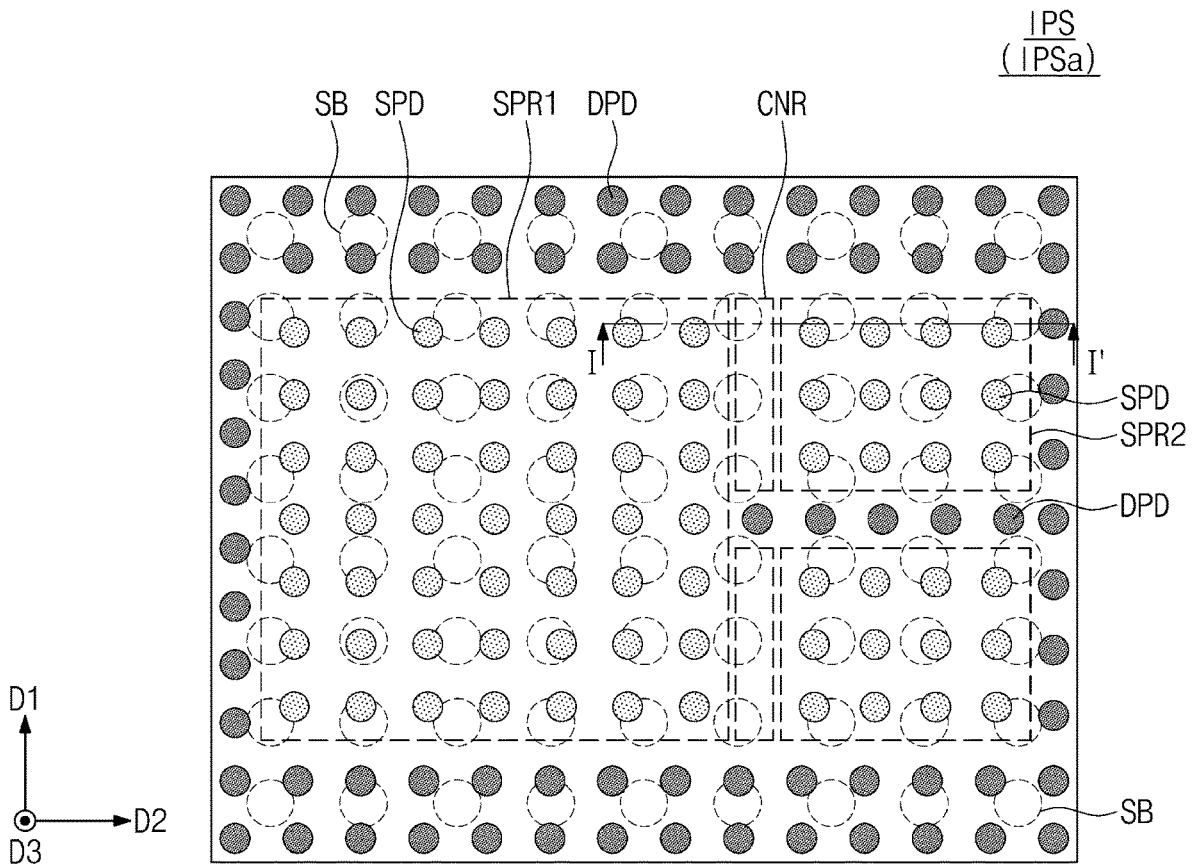 IPS
(IPSa)
SB SPD SPR1 DPD CNR
I I'
SPD
SPR2
DPD
D1
D2
D3
SB